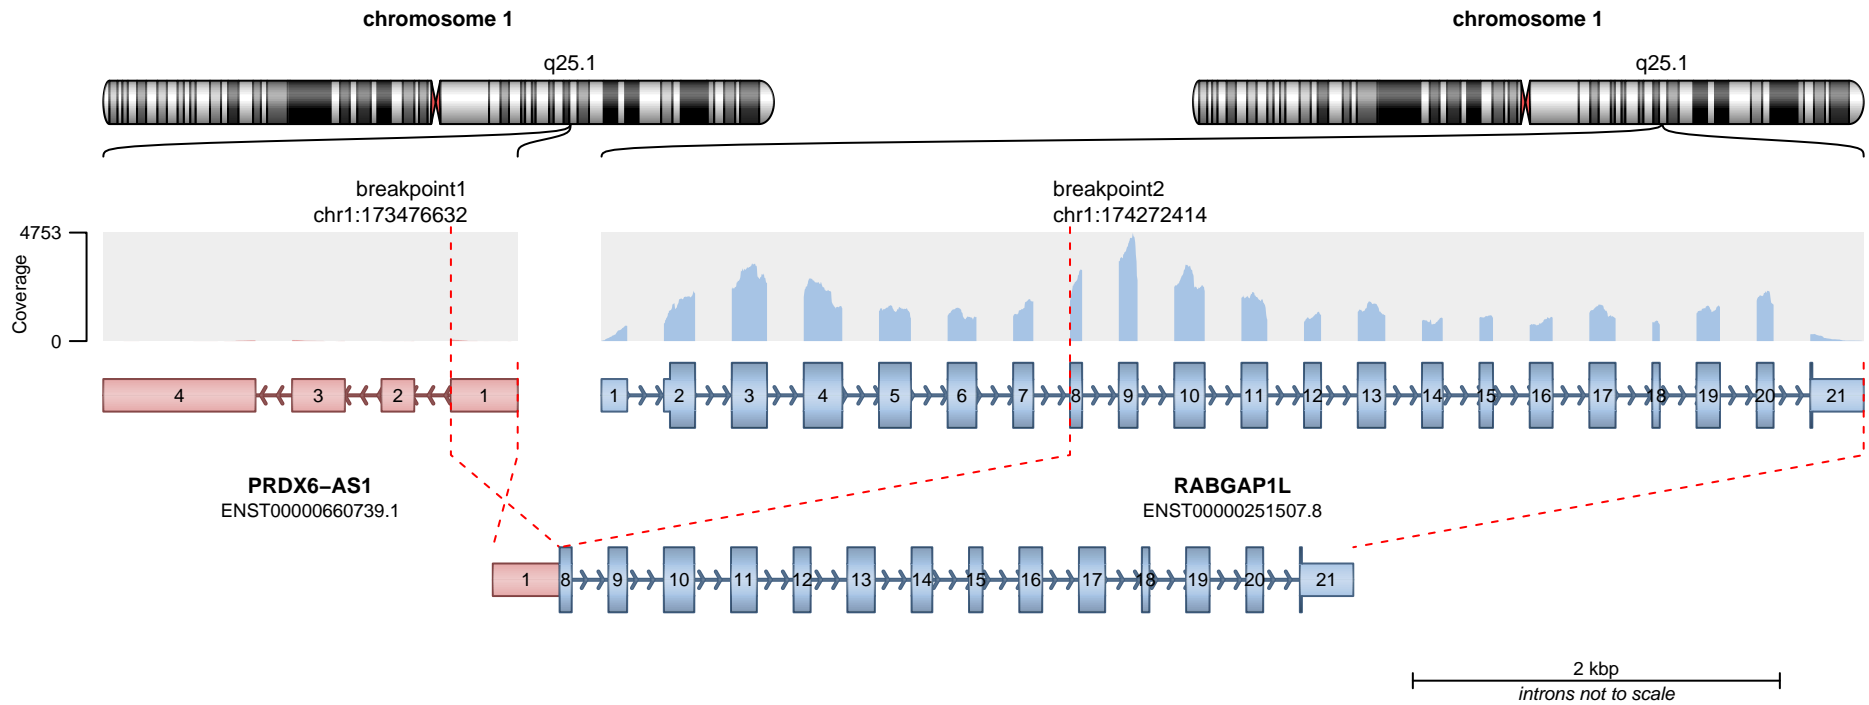 chromosome 1
chromosome 1
q25.1
q25.1
breakpoint1
chr1:173476632
breakpoint2
chr1:174272414
4753
Coverage
0
4 3 2 1
1 2 3 4 5 6 7 8 9 10 11 12 13 14 15 16 17 18 19 20 21
PRDX6−AS1
ENST00000660739.1
RABGAP1L
ENST00000251507.8
1 8 9 10 11 12 13 14 15 16 17 18 19 20 21
2 kbp
introns not to scale